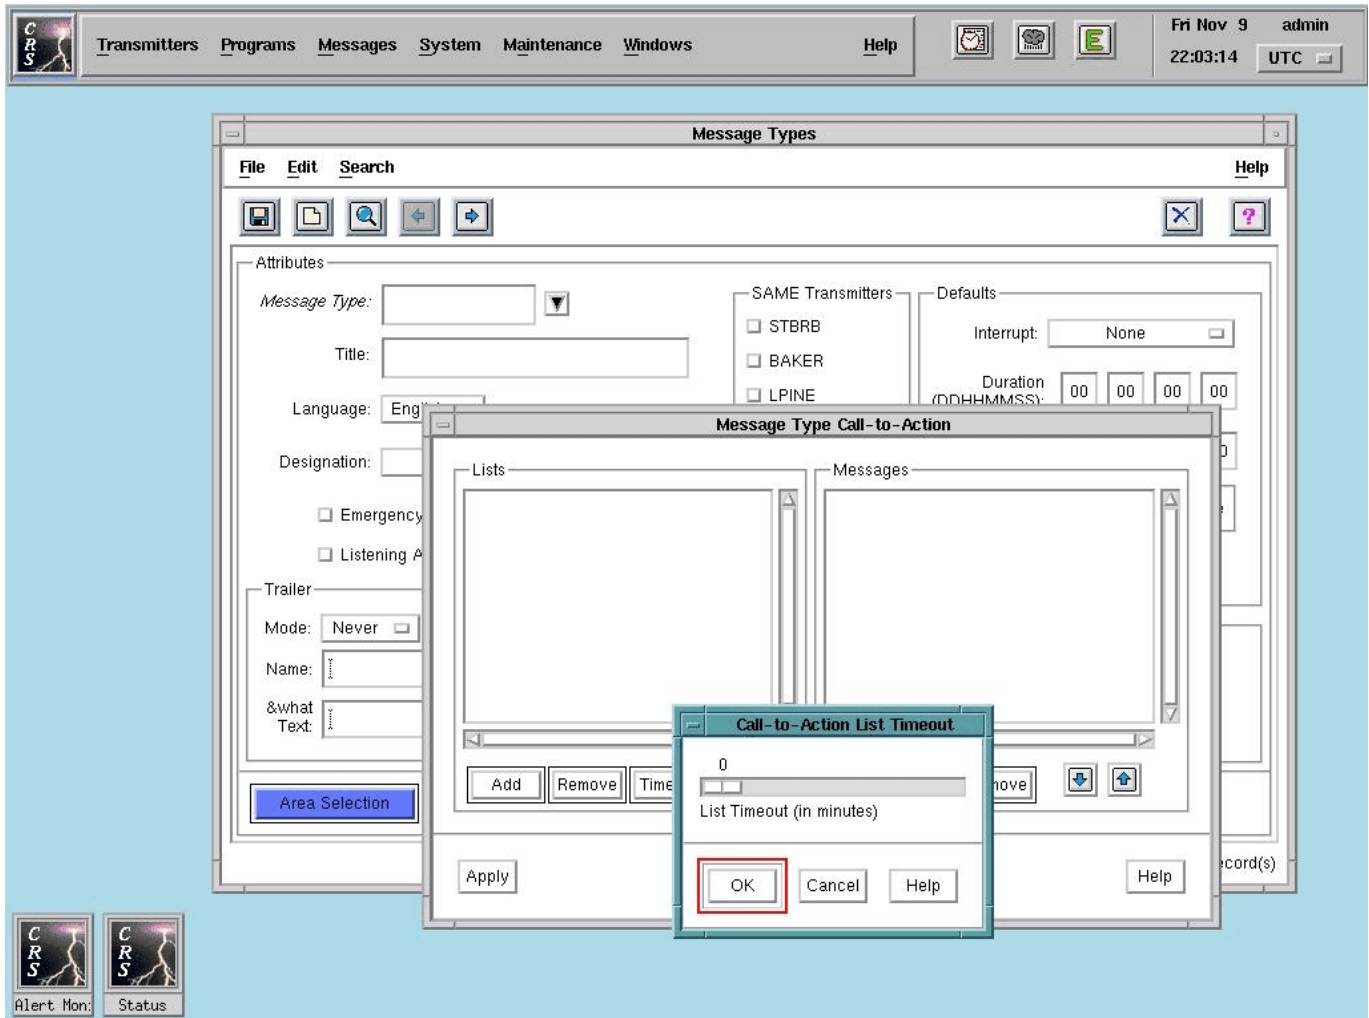 CRS
Transmitters Programs Messages System Maintenance Windows Help
E
Fri Nov 9 admin
22:03:14 UTC
Message Types
File Edit Search Help
?
Attributes
Message Type:
Title:
Language:
Designation:
Emergency
Listening A
SAME Transmitters
STBRB
BAKER
LPINE
Defaults
Interrupt: None
Duration
(DDHHMMSS): 00 00 00 00
Trailer
Mode: Never
Name:
&what
Text:
Area Selection
Message Type Call-to-Action
Lists
Messages
Add Remove
Apply
Help
Call-to-Action List Timeout
0
List Timeout (in minutes)
OK Cancel Help
CRS
Alert Mon:
CRS
Status